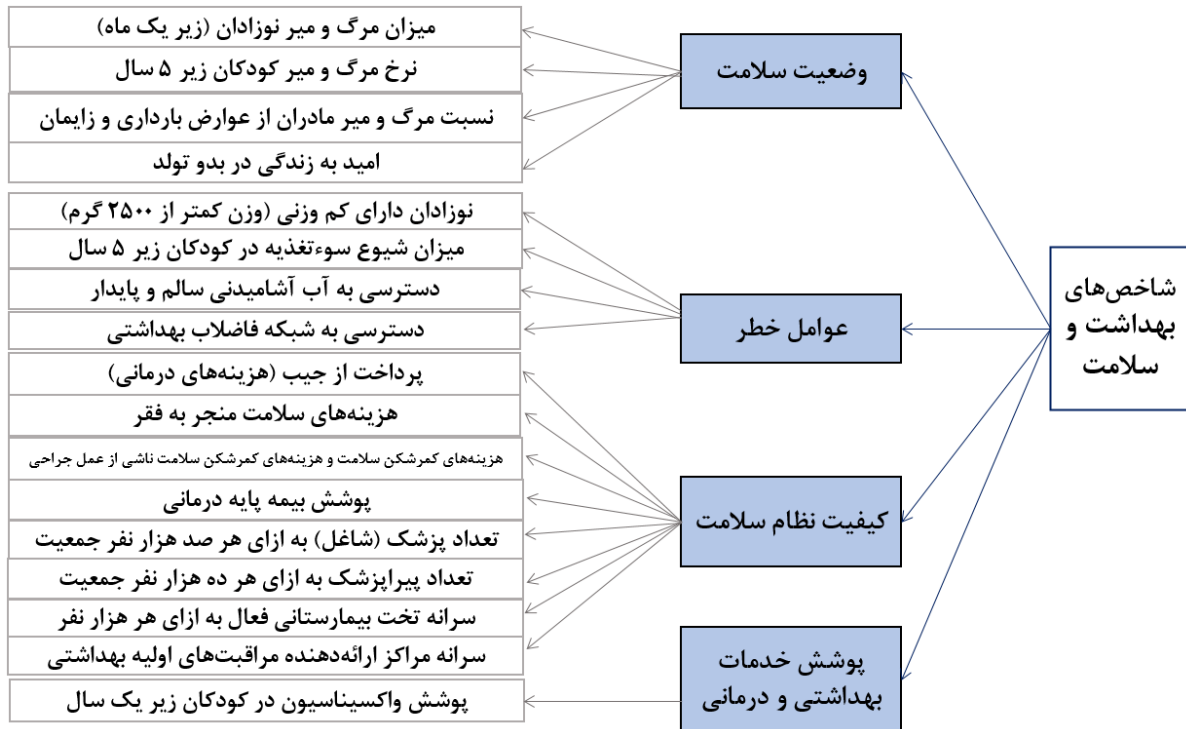 شاخص‌های
بهداشت و
سلامت
وضعیت سلامت
میزان مرگ و میر نوزادان (زیر یک ماه)
نرخ مرگ و میر کودکان زیر ۵ سال
نسبت مرگ و میر مادران از عوارض بارداری و زایمان
امید به زندگی در بدو تولد
عوامل خطر
نوزادان دارای کم وزنی (وزن کمتر از ۲۵۰۰ گرم)
میزان شیوع سوءتغذیه در کودکان زیر ۵ سال
دسترسی به آب آشامیدنی سالم و پایدار
دسترسی به شبکه فاضلاب بهداشتی
کیفیت نظام سلامت
پرداخت از جیب (هزینه‌های درمانی)
هزینه‌های سلامت منجر به فقر
هزینه‌های کمرشکن سلامت و هزینه‌های کمرشکن سلامت ناشی از عمل جراحی
پوشش بیمه پایه درمانی
تعداد پزشک (شاغل) به ازای هر صد هزار نفر جمعیت
تعداد پیراپزشک به ازای هر ده هزار نفر جمعیت
سرانه تخت بیمارستانی فعال به ازای هر هزار نفر
سرانه مراکز ارائه‌دهنده مراقبت‌های اولیه بهداشتی
پوشش خدمات
بهداشتی و درمانی
پوشش واکسیناسیون در کودکان زیر یک سال